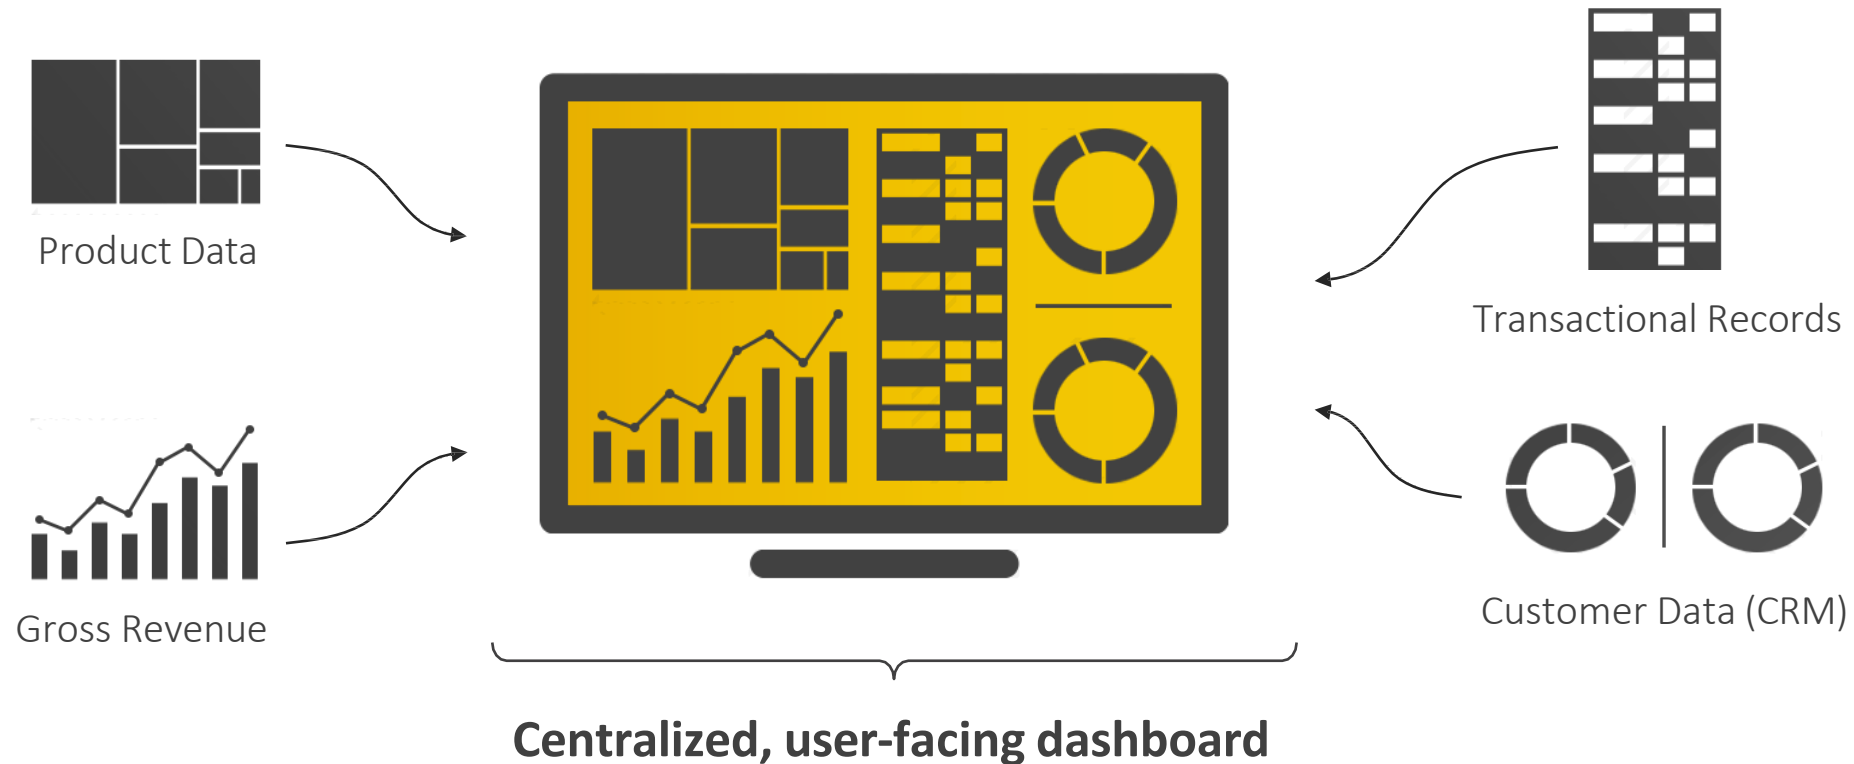 Product Data
Transactional Records
Gross Revenue
Customer Data (CRM)
Centralized, user-facing dashboard